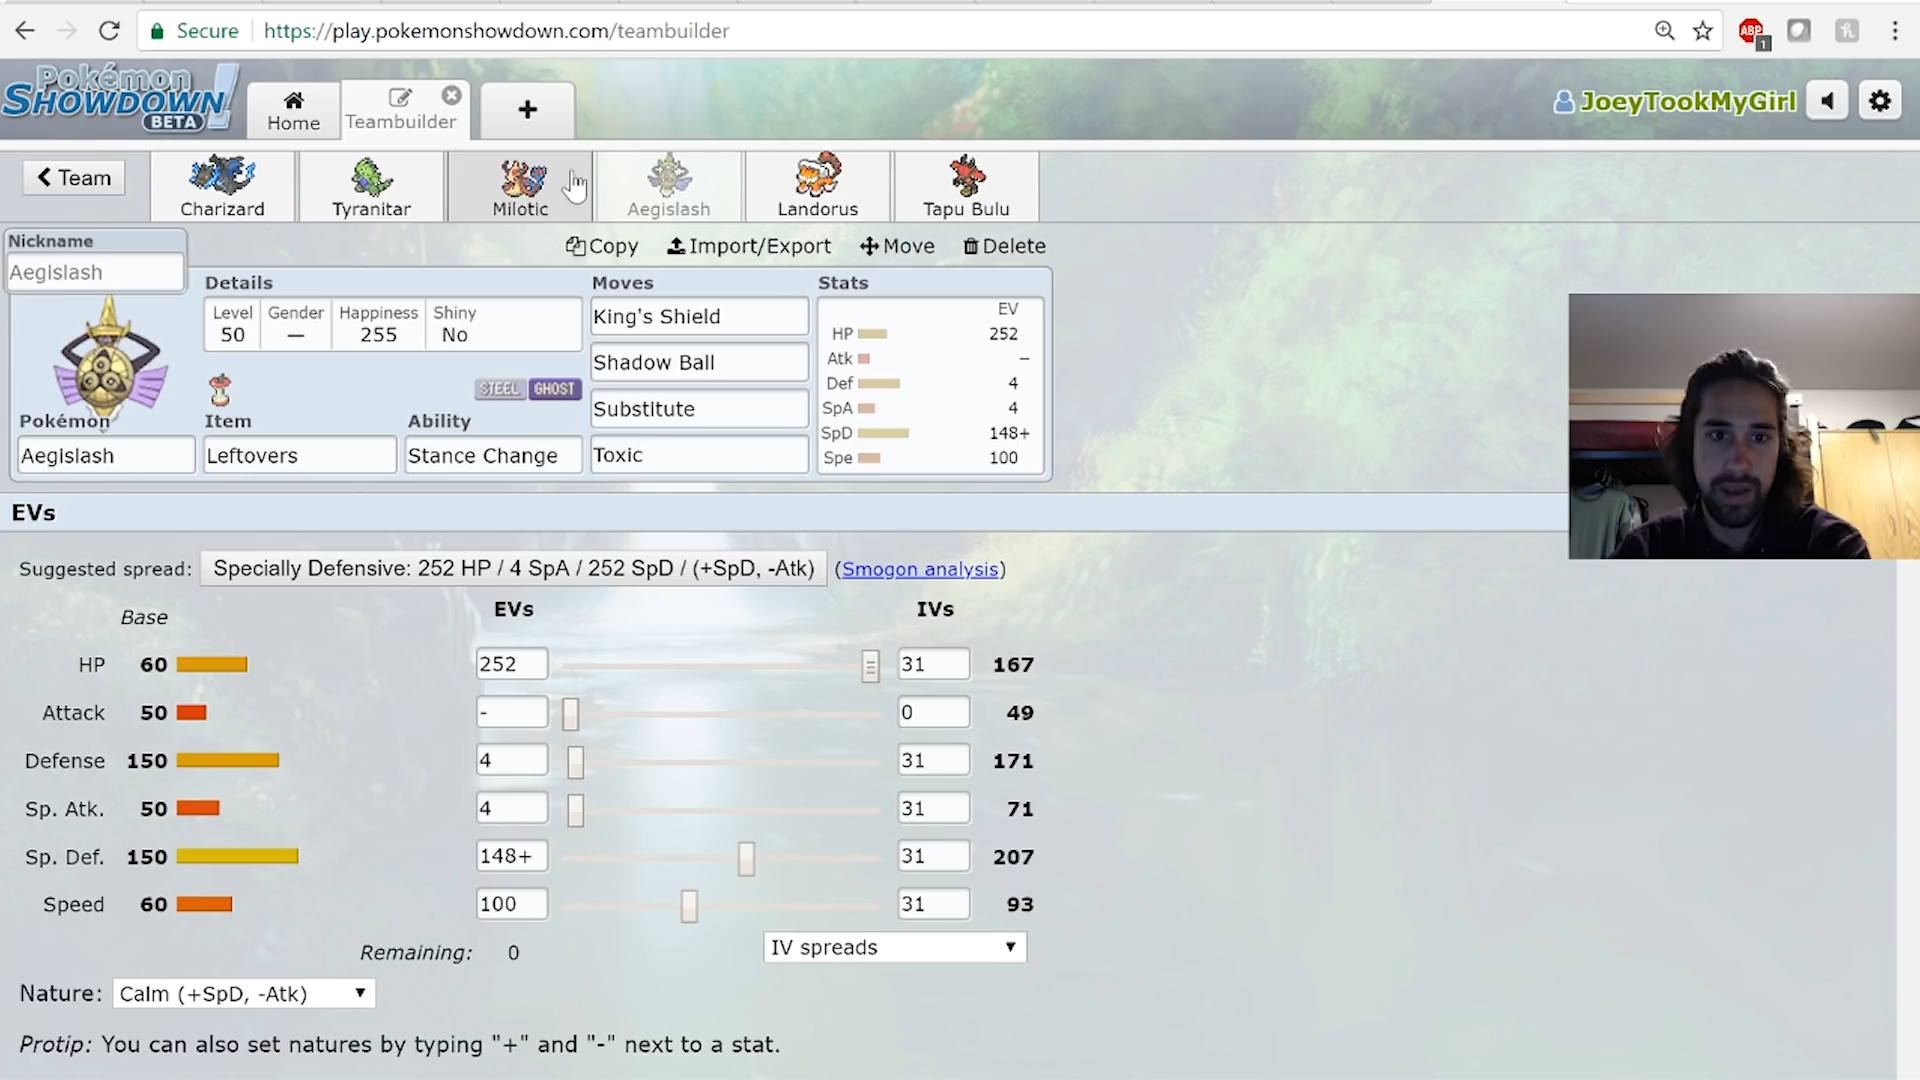 Secure https://play.pokemonshowdown.com/teambuilder
ABP 1
Pokémon
SHOWDOWN!
BETA
Home
Teambuilder
+
JoeyTookMyGirl
Team
Charizard Tyranitar Milotic Aegislash Landorus Tapu Bulu
Nickname
Aegislash
Copy Import/Export Move Delete
Details
Level Gender Happiness Shiny
50 — 255 No
STEEL GHOST
Pokémon Item Ability
Aegislash Leftovers Stance Change
Moves
King's Shield
Shadow Ball
Substitute
Toxic
Stats
EV
HP 252
Atk –
Def 4
SpA 4
SpD 148+
Spe 100
EVs
Suggested spread: Specially Defensive: 252 HP / 4 SpA / 252 SpD / (+SpD, -Atk) (Smogon analysis)
Base EVs IVs
HP 60 252 31 167
Attack 50 - 0 49
Defense 150 4 31 171
Sp. Atk. 50 4 31 71
Sp. Def. 150 148+ 31 207
Speed 60 100 31 93
Remaining: 0 IV spreads
Nature: Calm (+SpD, -Atk)
Protip: You can also set natures by typing "+" and "-" next to a stat.